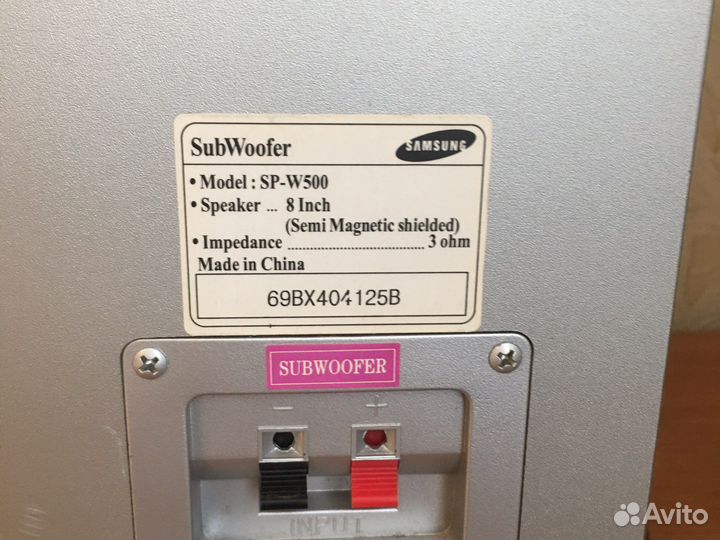 SubWoofer SAMSUNG
• Model : SP-W500
• Speaker ... 8 Inch
(Semi Magnetic shielded)
• Impedance ........................................ 3 ohm
Made in China
69BX404125B
SUBWOOFER
− +
INPUT
Avito